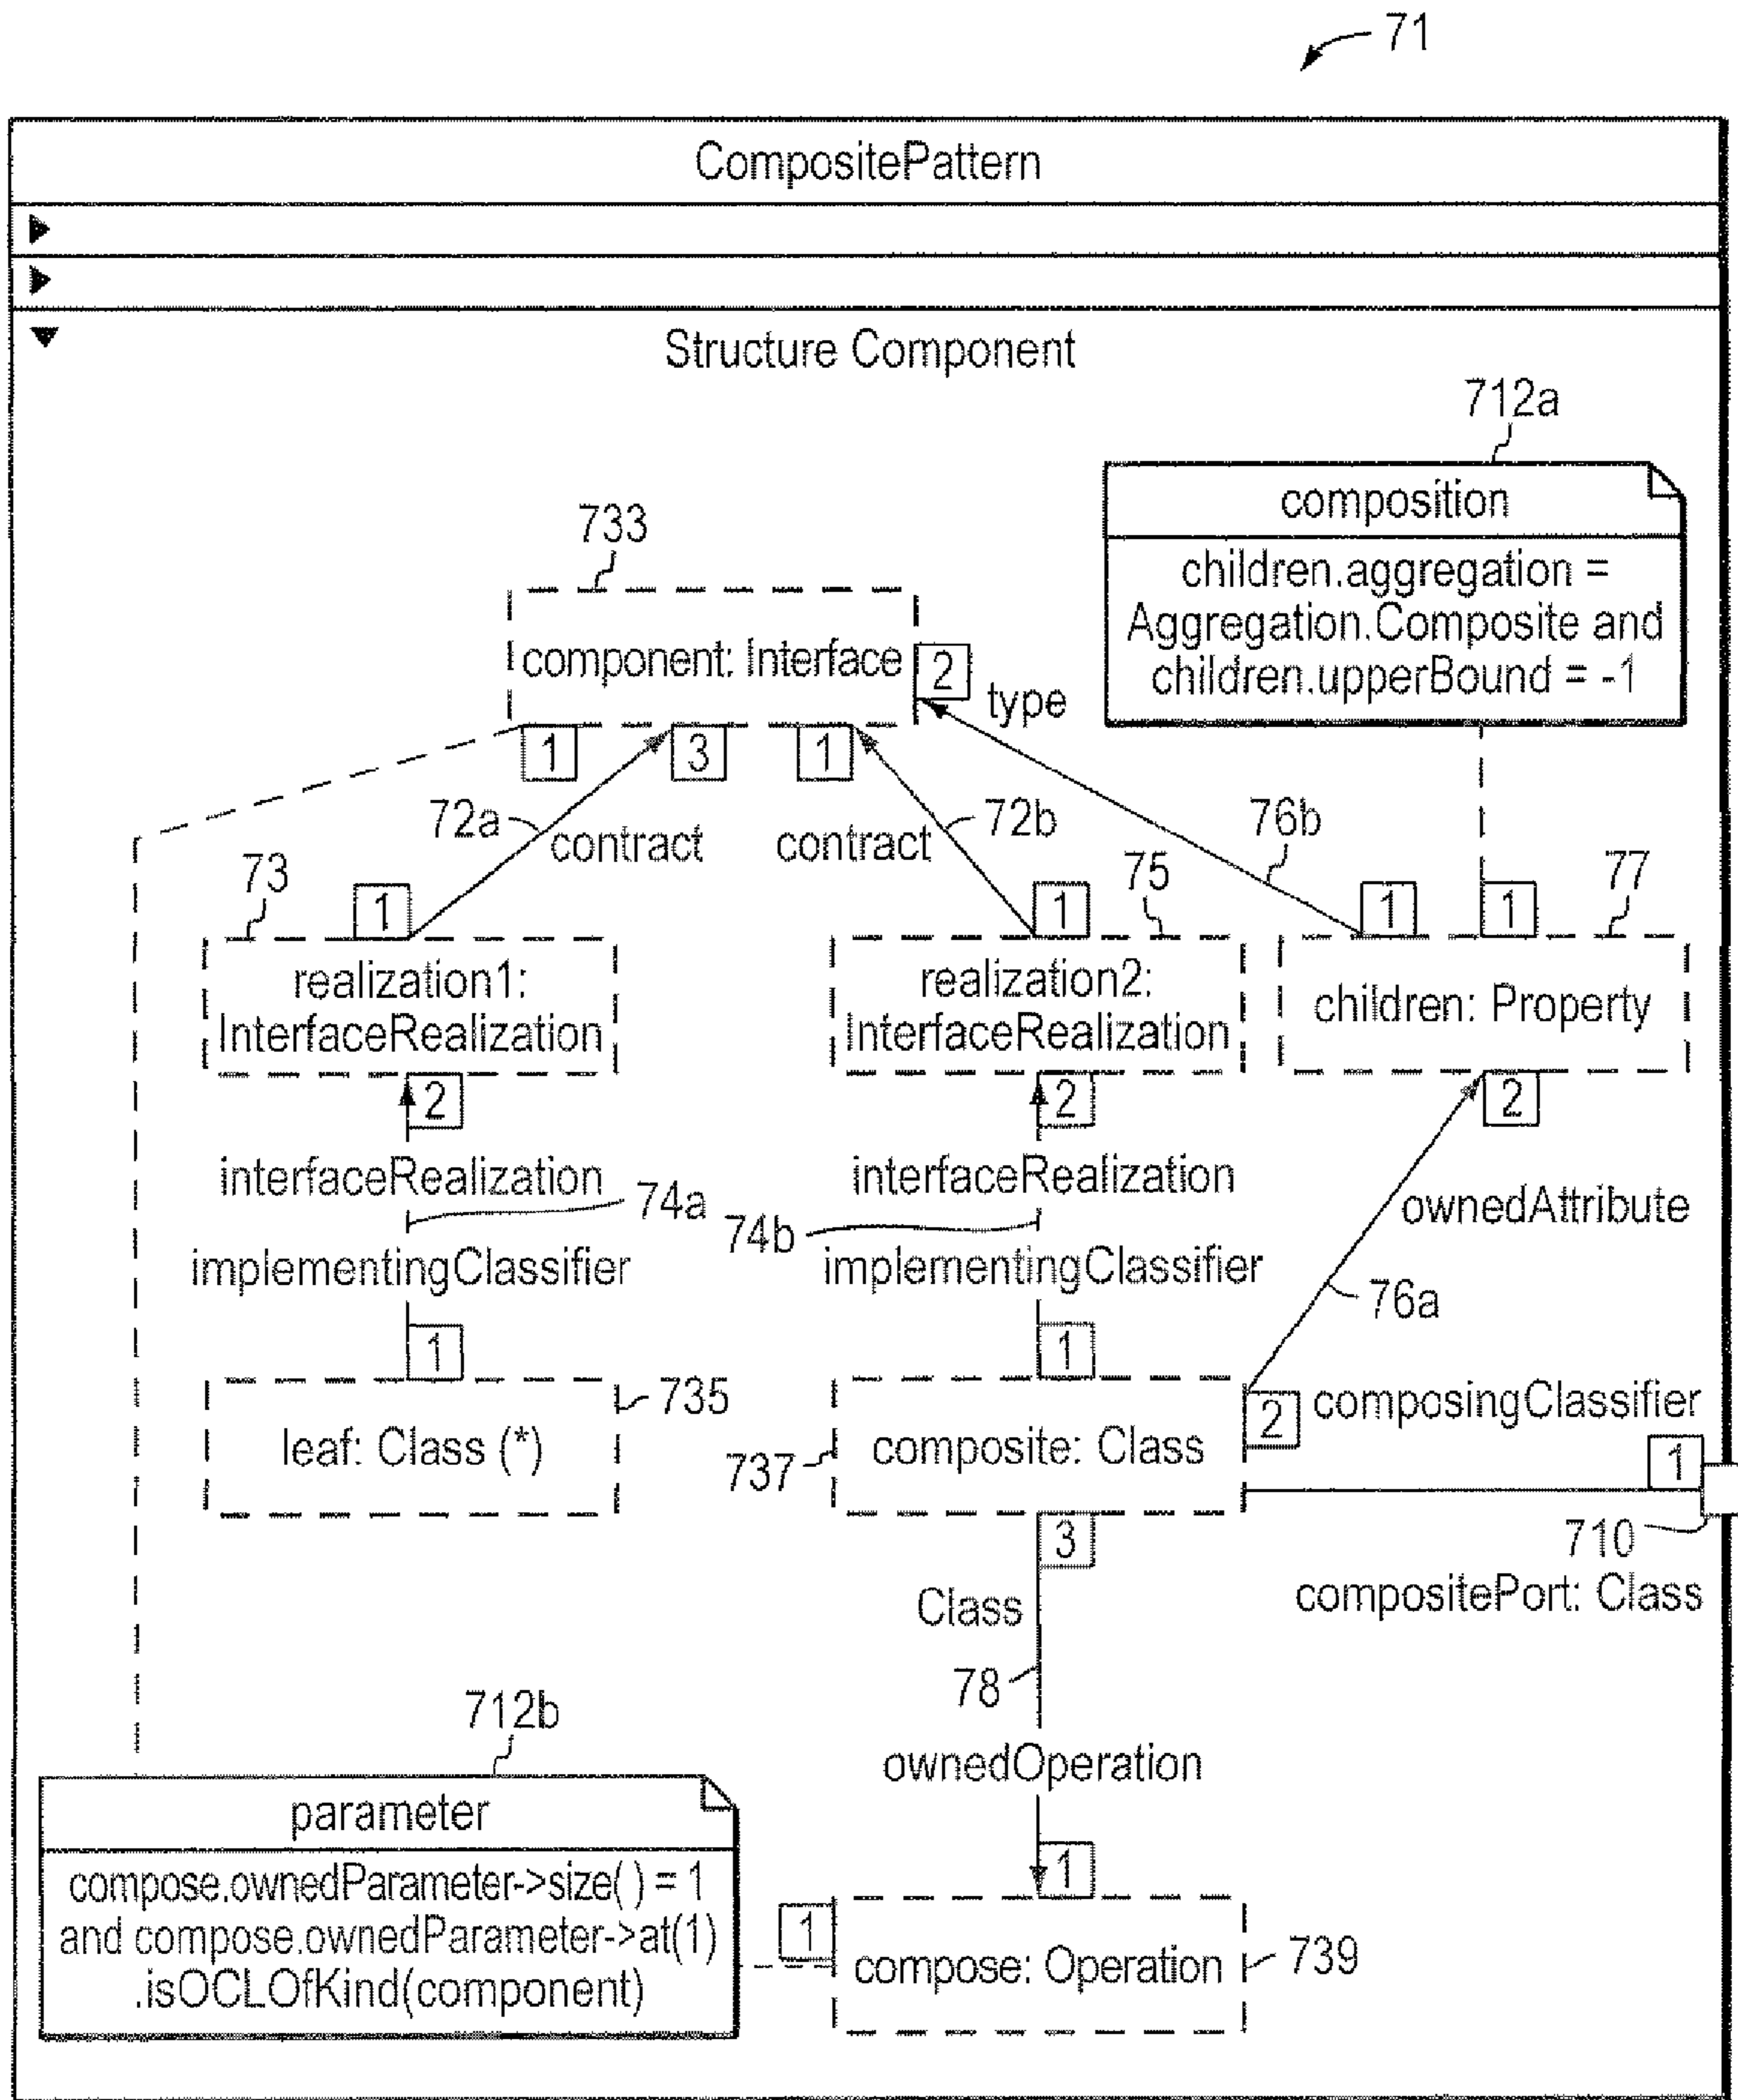 71
CompositePattern
Structure Component
712a
composition
children.aggregation =
Aggregation.Composite and
children.upperBound = -1
733
component: Interface
2
type
1
3
1
72a
contract
contract
72b
76b
73
1
75
1
77
1
1
realization1:
InterfaceRealization
realization2:
InterfaceRealization
children: Property
2
2
2
interfaceRealization
74a
implementingClassifier
interfaceRealization
74b
implementingClassifier
ownedAttribute
76a
1
1
leaf: Class (*)
735
composite: Class
737
2
composingClassifier
1
710
compositePort: Class
3
Class
78
ownedOperation
712b
parameter
compose.ownedParameter->size( ) = 1
and compose.ownedParameter->at(1)
.isOCLOfKind(component)
1
1
compose: Operation
739